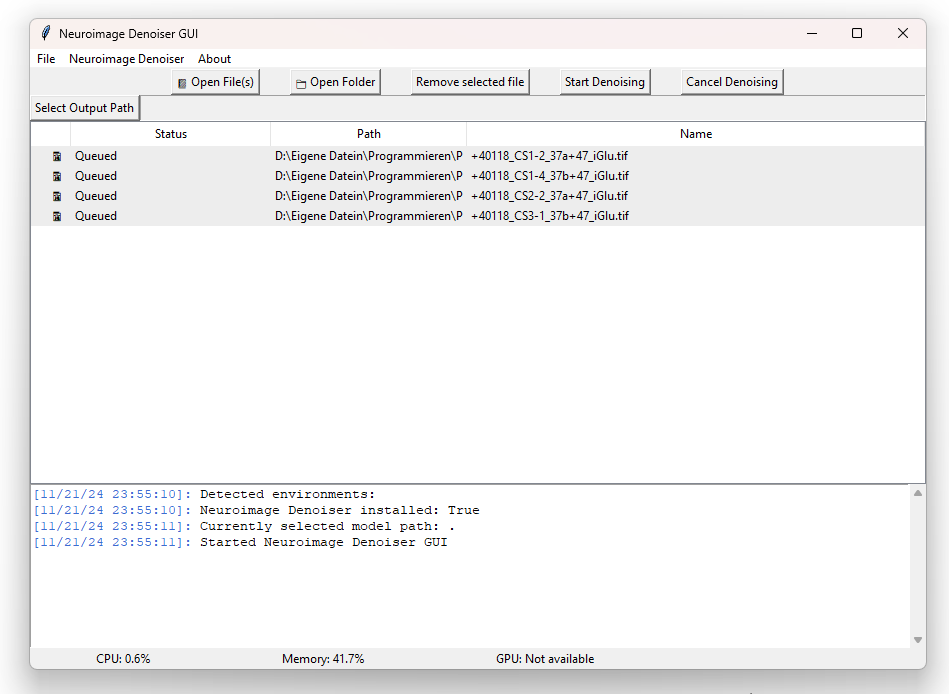 Neuroimage Denoiser GUI
File Neuroimage Denoiser About
Open File(s) Open Folder Remove selected file Start Denoising Cancel Denoising
Select Output Path
Status Path Name
Queued D:\Eigene Datein\Programmieren\P +40118_CS1-2_37a+47_iGlu.tif
Queued D:\Eigene Datein\Programmieren\P +40118_CS1-4_37b+47_iGlu.tif
Queued D:\Eigene Datein\Programmieren\P +40118_CS2-2_37a+47_iGlu.tif
Queued D:\Eigene Datein\Programmieren\P +40118_CS3-1_37b+47_iGlu.tif
[11/21/24 23:55:10]: Detected environments:
[11/21/24 23:55:10]: Neuroimage Denoiser installed: True
[11/21/24 23:55:11]: Currently selected model path: .
[11/21/24 23:55:11]: Started Neuroimage Denoiser GUI
CPU: 0.6% Memory: 41.7% GPU: Not available